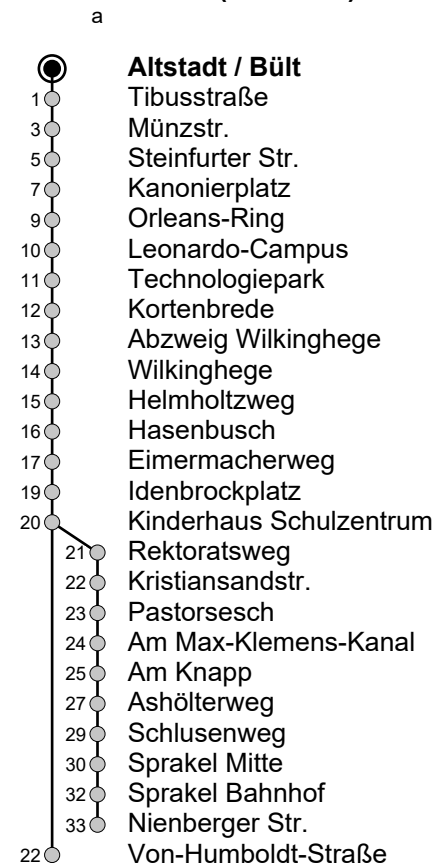 a
Altstadt / Bült
1 Tibusstraße
3 Münzstr.
5 Steinfurter Str.
7 Kanonierplatz
9 Orleans-Ring
10 Leonardo-Campus
11 Technologiepark
12 Kortenbrede
13 Abzweig Wilkinghege
14 Wilkinghege
15 Helmholtzweg
16 Hasenbusch
17 Eimermacherweg
19 Idenbrockplatz
20 Kinderhaus Schulzentrum
21 Rektoratsweg
22 Kristiansandstr.
23 Pastorsesch
24 Am Max-Klemens-Kanal
25 Am Knapp
27 Ashölterweg
29 Schlusenweg
30 Sprakel Mitte
32 Sprakel Bahnhof
33 Nienberger Str.
22 Von-Humboldt-Straße